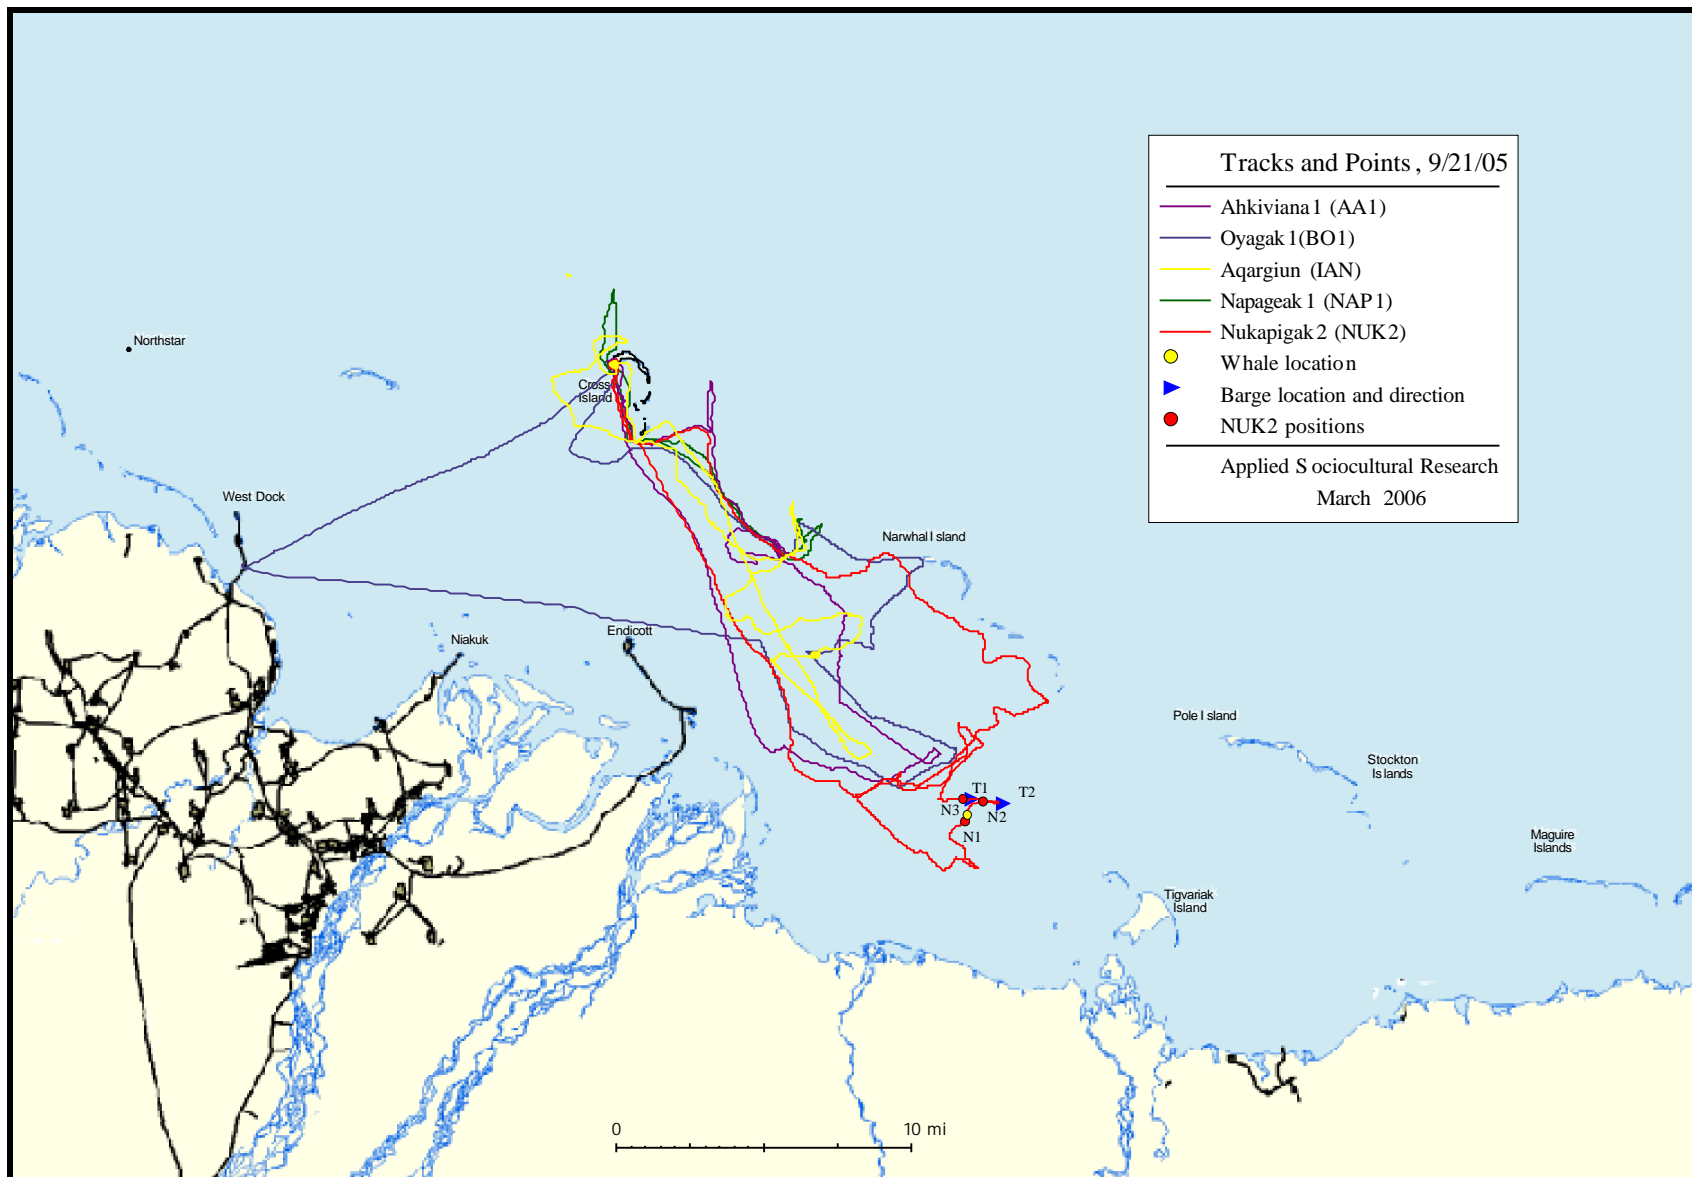 Tracks and Points, 9/21/05
Ahkiviana 1 (AA1)
Oyagak 1(BO1)
Aqargiun (IAN)
Napageak 1 (NAP 1)
Nukapigak 2 (NUK2)
Whale location
Barge location and direction
NUK2 positions
Applied Sociocultural Research
March 2006
Northstar
Cross
Island
West Dock
Narwhal Island
Endicott
Niakuk
Pole Island
Stockton
Islands
T1
T2
N3
N2
N1
Maguire
Islands
Tigvariak
Island
0 10 mi